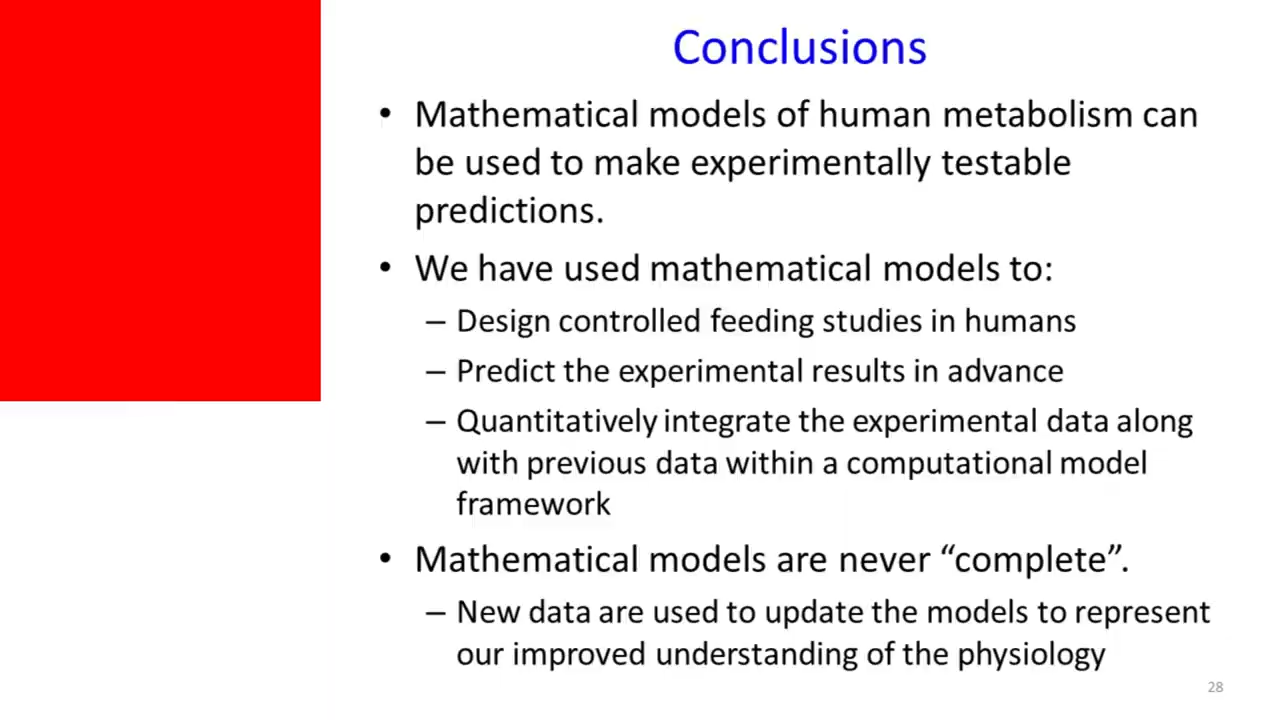 Conclusions
• Mathematical models of human metabolism can
be used to make experimentally testable
predictions.
• We have used mathematical models to:
– Design controlled feeding studies in humans
– Predict the experimental results in advance
– Quantitatively integrate the experimental data along
with previous data within a computational model
framework
• Mathematical models are never “complete”.
– New data are used to update the models to represent
our improved understanding of the physiology
28